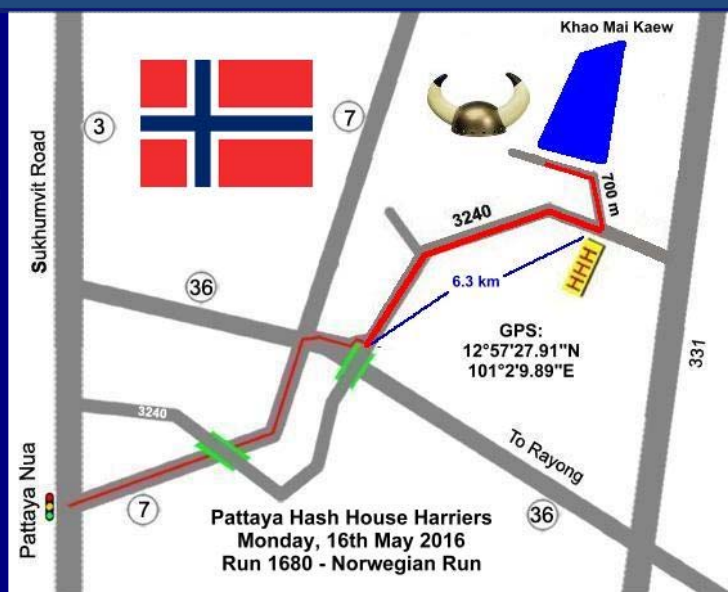 Khao Mai Kaew
3
7
Sukhumvit Road
700 m
3240
HHH
6.3 km
36
GPS:
12°57'27.91"N
101°2'9.89"E
331
3240
To Rayong
Pattaya Nua
7
36
Pattaya Hash House Harriers
Monday, 16th May 2016
Run 1680 - Norwegian Run